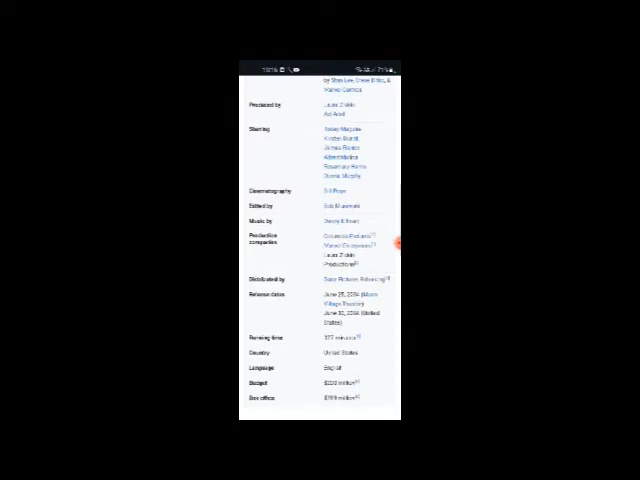 by Stan Lee, Steve Ditko, &
Marvel Comics
Produced by
Laura Ziskin
Avi Arad
Starring
Tobey Maguire
Kirsten Dunst
James Franco
Alfred Molina
Rosemary Harris
Donna Murphy
Cinematography
Bill Pope
Edited by
Bob Murawski
Music by
Danny Elfman
Production
companies
Columbia Pictures
Marvel Enterprises
Laura Ziskin
Productions
Distributed by
Sony Pictures Releasing
Release dates
June 25, 2004 (Mann
Village Theater)
June 30, 2004 (United
States)
Running time
127 minutes
Country
United States
Language
English
Budget
$200 million
Box office
million